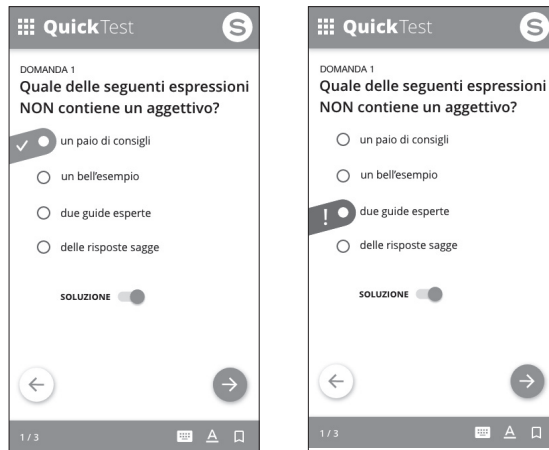 QuickTest S
DOMANDA 1
Quale delle seguenti espressioni
NON contiene un aggettivo?
un paio di consigli
un bell'esempio
due guide esperte
delle risposte sagge
SOLUZIONE
1 / 3 A
QuickTest S
DOMANDA 1
Quale delle seguenti espressioni
NON contiene un aggettivo?
un paio di consigli
un bell'esempio
! due guide esperte
delle risposte sagge
SOLUZIONE
1 / 3 A